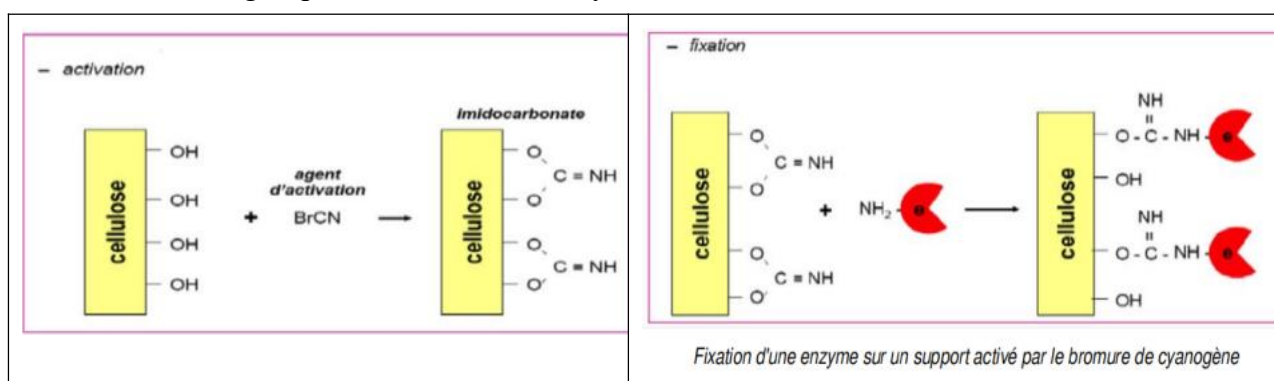 – activation
cellulose
OH
OH
OH
OH
+
agent
d'activation
BrCN
imidocarbonate
cellulose
O
O
C = NH
O
O
C = NH
– fixation
cellulose
O
O
C = NH
O
O
C = NH
+
NH2 - e
cellulose
NH
O - C - NH - e
OH
NH
O - C - NH - e
OH
Fixation d'une enzyme sur un support activé par le bromure de cyanogène